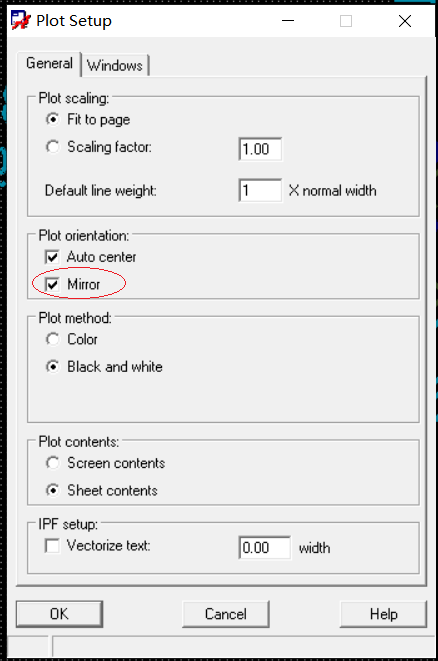 Plot Setup
General
Windows
Plot scaling:
Fit to page
Scaling factor:
1.00
Default line weight:
1
X normal width
Plot orientation:
Auto center
Mirror
Plot method:
Color
Black and white
Plot contents:
Screen contents
Sheet contents
IPF setup:
Vectorize text:
0.00
width
OK
Cancel
Help